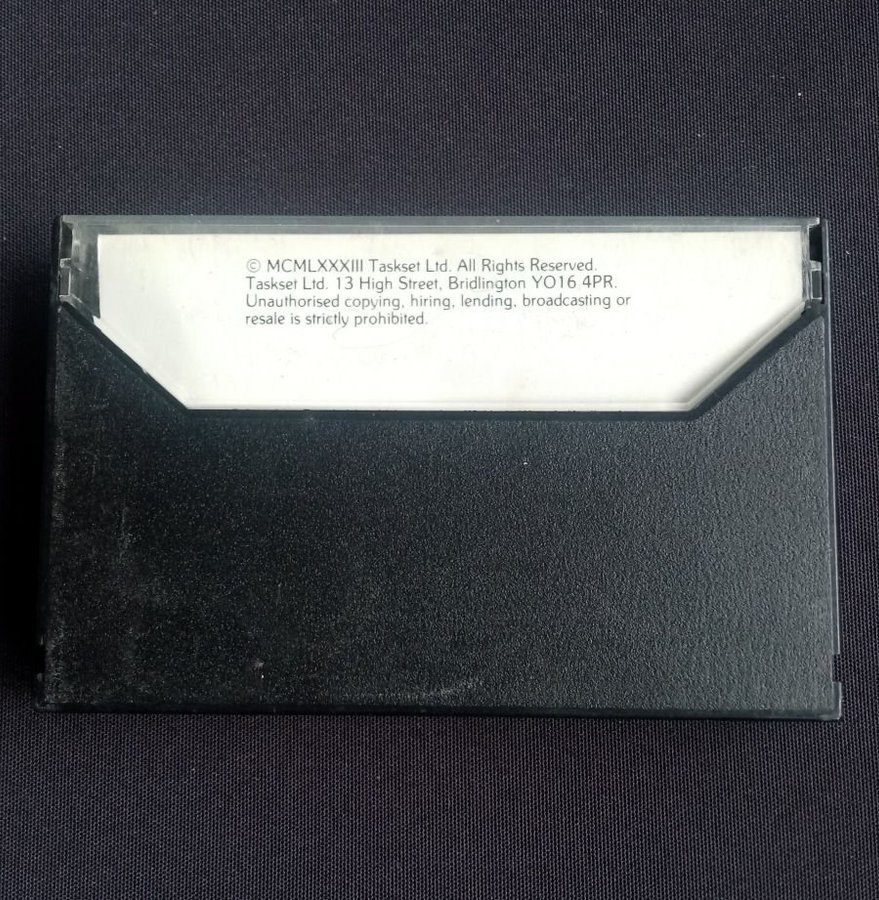 © MCMLXXXIII Taskset Ltd. All Rights Reserved.
Taskset Ltd. 13 High Street, Bridlington YO16 4PR.
Unauthorised copying, hiring, lending, broadcasting or
resale is strictly prohibited.